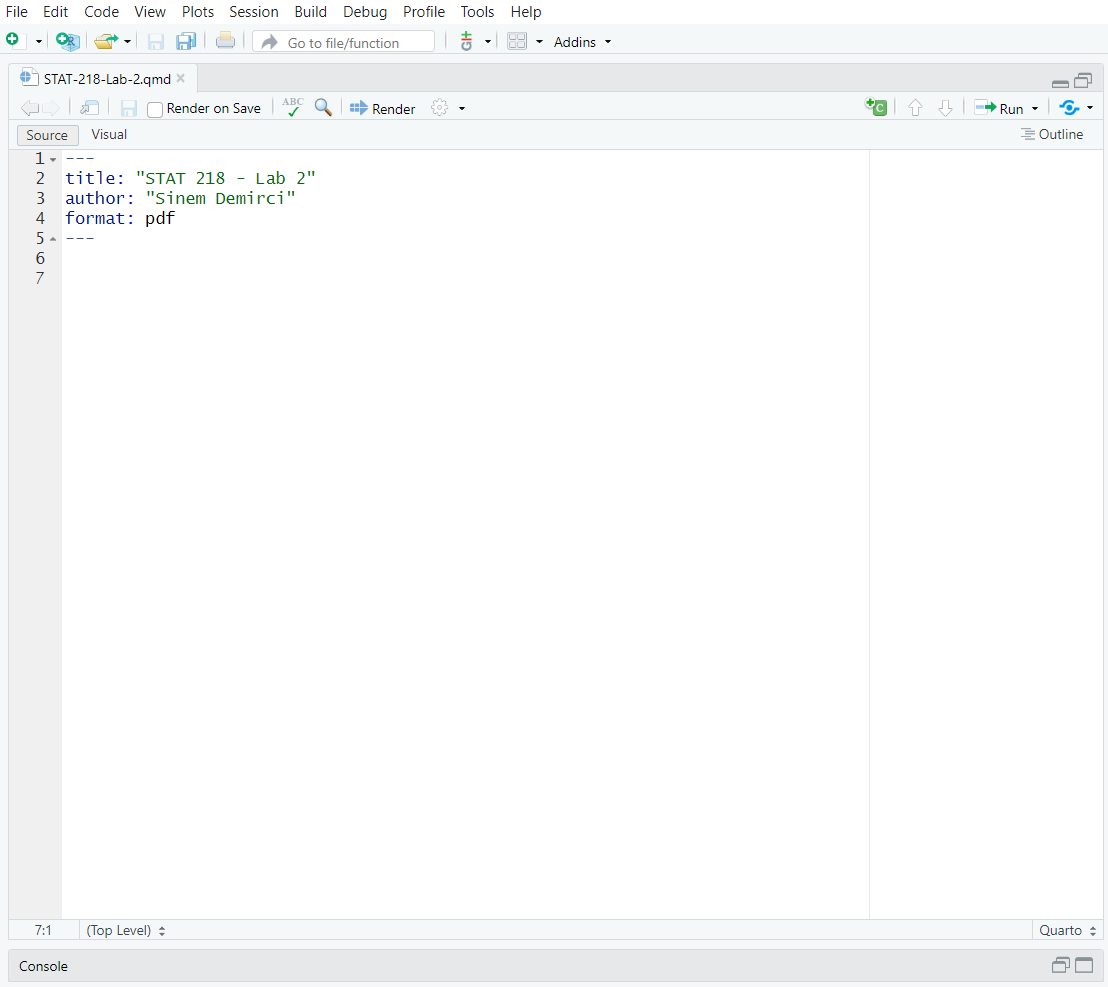 File Edit Code View Plots Session Build Debug Profile Tools Help
Go to file/function Addins
STAT-218-Lab-2.qmd
Render on Save ABC Render Run
Source Visual Outline
1 ---
2 title: "STAT 218 - Lab 2"
3 author: "Sinem Demirci"
4 format: pdf
5 ---
6
7
7:1 (Top Level) Quarto
Console